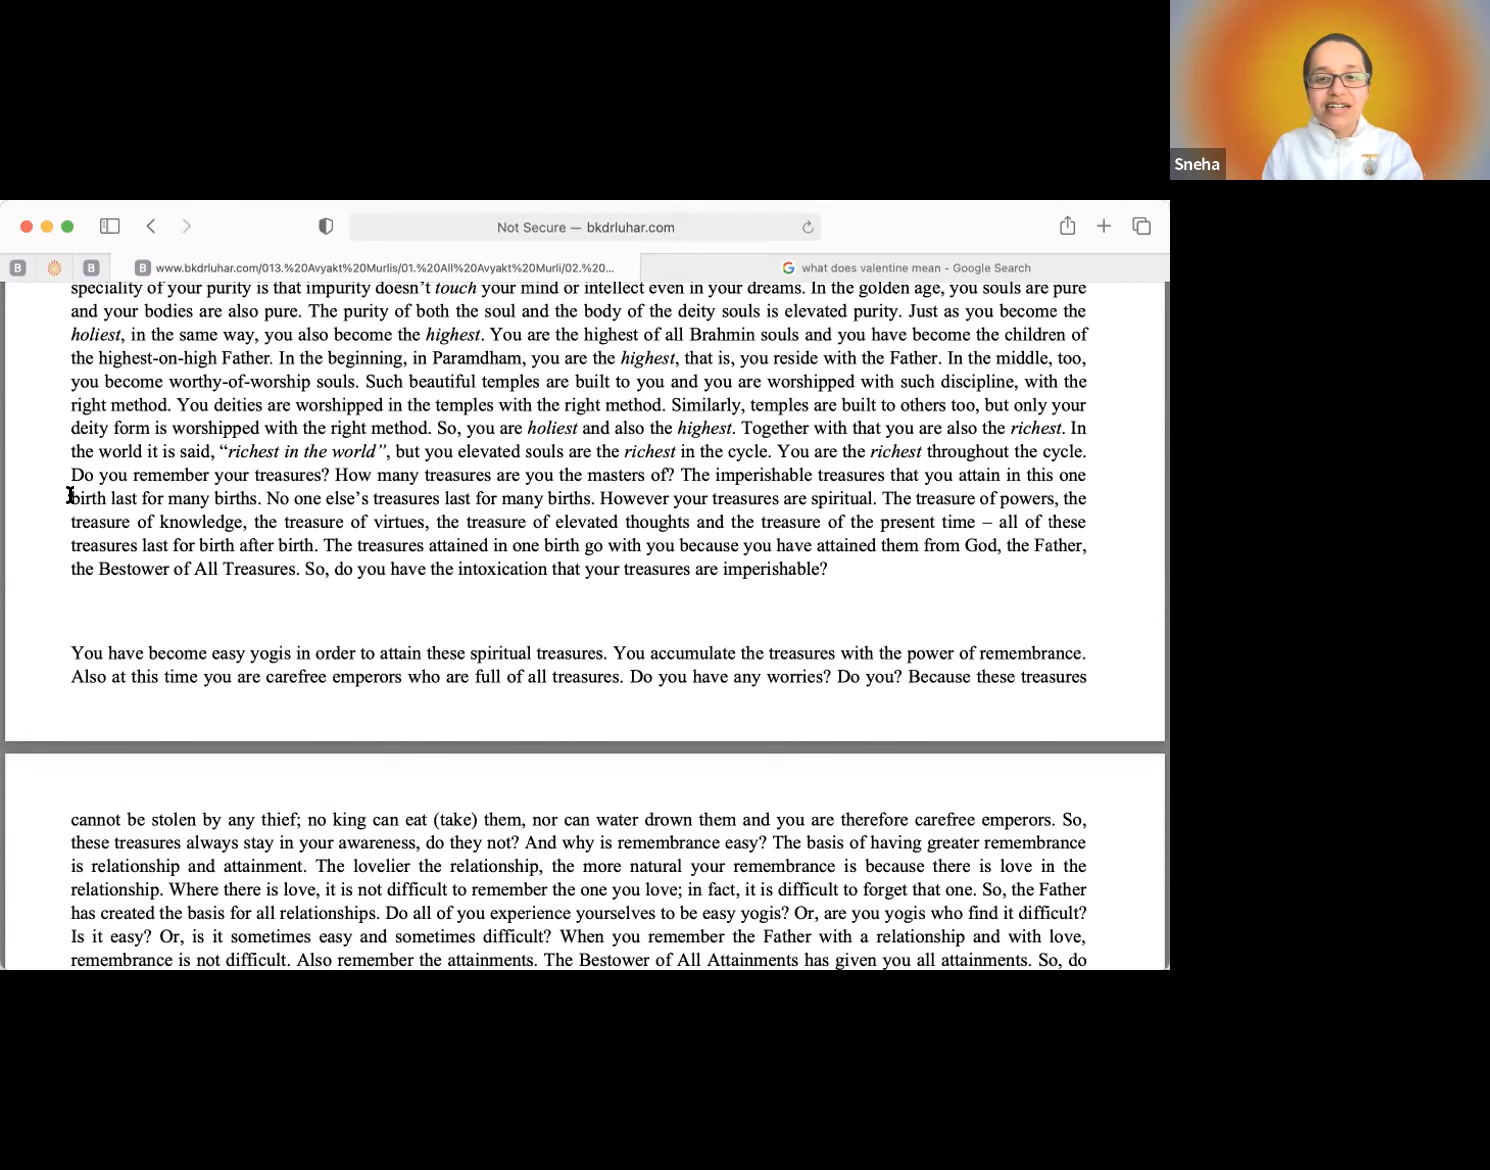 Sneha
Not Secure — bkdrluhar.com
B
B
B www.bkdrluhar.com/013.%20Avyakt%20Murlis/01.%20All%20Avyakt%20Murli/02.%20...
G what does valentine mean - Google Search
speciality of your purity is that impurity doesn’t touch your mind or intellect even in your dreams. In the golden age, you souls are pure
and your bodies are also pure. The purity of both the soul and the body of the deity souls is elevated purity. Just as you become the
holiest, in the same way, you also become the highest. You are the highest of all Brahmin souls and you have become the children of
the highest-on-high Father. In the beginning, in Paramdham, you are the highest, that is, you reside with the Father. In the middle, too,
you become worthy-of-worship souls. Such beautiful temples are built to you and you are worshipped with such discipline, with the
right method. You deities are worshipped in the temples with the right method. Similarly, temples are built to others too, but only your
deity form is worshipped with the right method. So, you are holiest and also the highest. Together with that you are also the richest. In
the world it is said, “richest in the world”, but you elevated souls are the richest in the cycle. You are the richest throughout the cycle.
Do you remember your treasures? How many treasures are you the masters of? The imperishable treasures that you attain in this one
birth last for many births. No one else’s treasures last for many births. However your treasures are spiritual. The treasure of powers, the
treasure of knowledge, the treasure of virtues, the treasure of elevated thoughts and the treasure of the present time – all of these
treasures last for birth after birth. The treasures attained in one birth go with you because you have attained them from God, the Father,
the Bestower of All Treasures. So, do you have the intoxication that your treasures are imperishable?
You have become easy yogis in order to attain these spiritual treasures. You accumulate the treasures with the power of remembrance.
Also at this time you are carefree emperors who are full of all treasures. Do you have any worries? Do you? Because these treasures
cannot be stolen by any thief; no king can eat (take) them, nor can water drown them and you are therefore carefree emperors. So,
these treasures always stay in your awareness, do they not? And why is remembrance easy? The basis of having greater remembrance
is relationship and attainment. The lovelier the relationship, the more natural your remembrance is because there is love in the
relationship. Where there is love, it is not difficult to remember the one you love; in fact, it is difficult to forget that one. So, the Father
has created the basis for all relationships. Do all of you experience yourselves to be easy yogis? Or, are you yogis who find it difficult?
Is it easy? Or, is it sometimes easy and sometimes difficult? When you remember the Father with a relationship and with love,
remembrance is not difficult. Also remember the attainments. The Bestower of All Attainments has given you all attainments. So, do